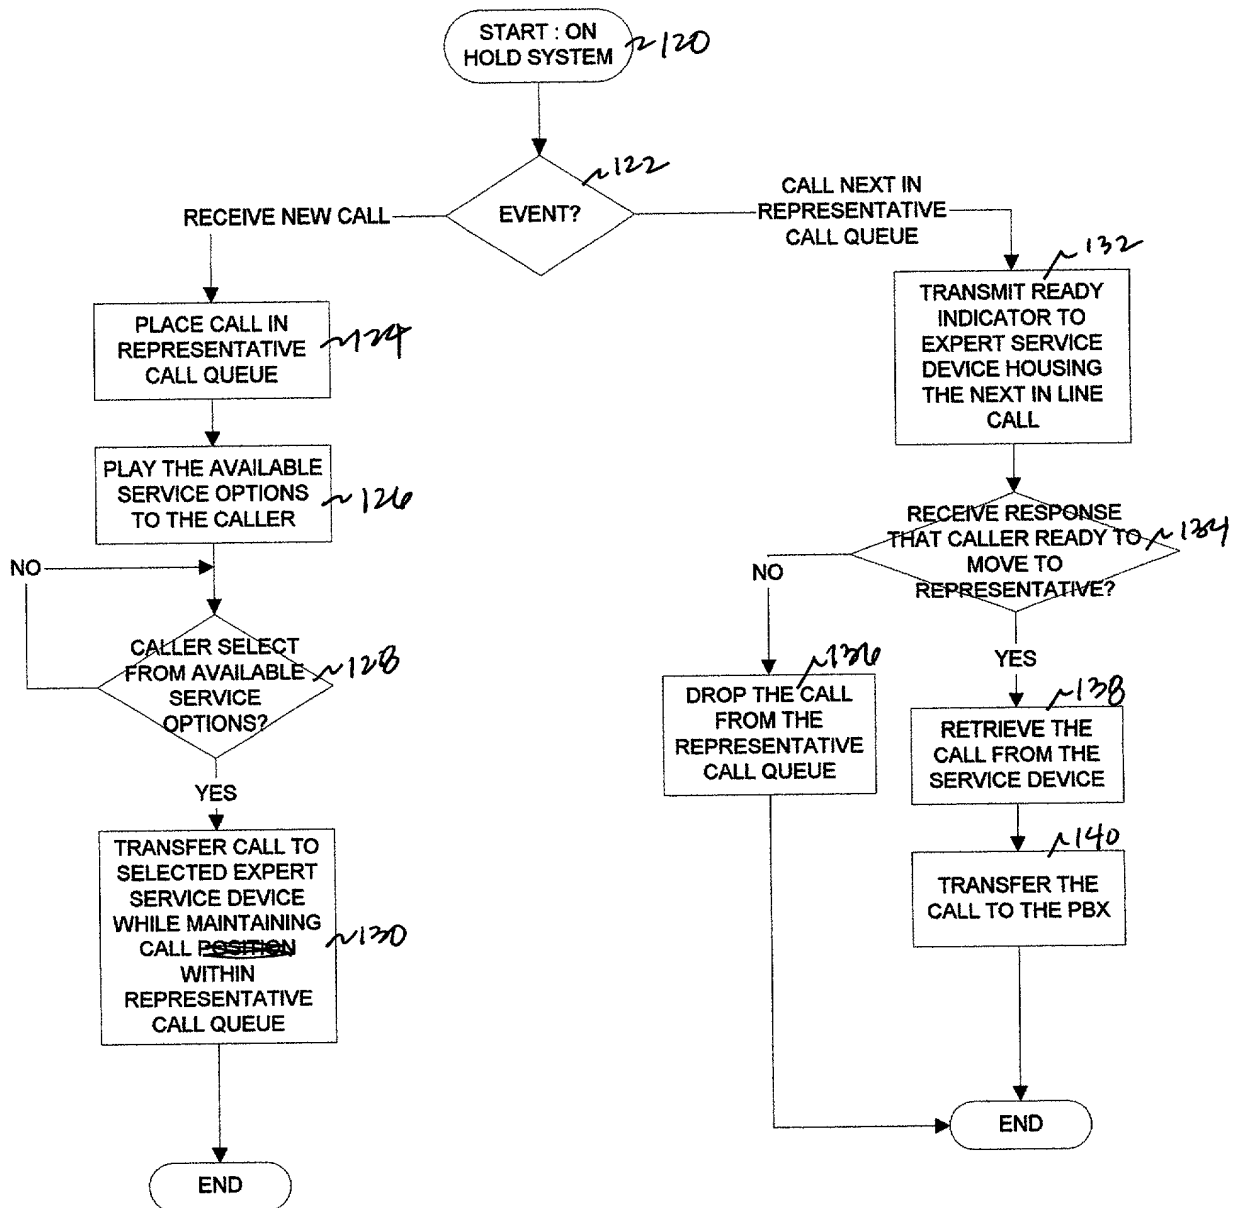 START : ON
HOLD SYSTEM
~120
EVENT?
~122
RECEIVE NEW CALL
CALL NEXT IN
REPRESENTATIVE
CALL QUEUE
PLACE CALL IN
REPRESENTATIVE
CALL QUEUE
~124
PLAY THE AVAILABLE
SERVICE OPTIONS
TO THE CALLER
~126
NO
CALLER SELECT
FROM AVAILABLE
SERVICE
OPTIONS?
~128
YES
TRANSFER CALL TO
SELECTED EXPERT
SERVICE DEVICE
WHILE MAINTAINING
CALL POSITION
WITHIN
REPRESENTATIVE
CALL QUEUE
~130
END
~132
TRANSMIT READY
INDICATOR TO
EXPERT SERVICE
DEVICE HOUSING
THE NEXT IN LINE
CALL
RECEIVE RESPONSE
THAT CALLER READY TO
MOVE TO
REPRESENTATIVE?
~134
NO
YES
~136
DROP THE CALL
FROM THE
REPRESENTATIVE
CALL QUEUE
~138
RETRIEVE THE
CALL FROM THE
SERVICE DEVICE
~140
TRANSFER THE
CALL TO THE PBX
END